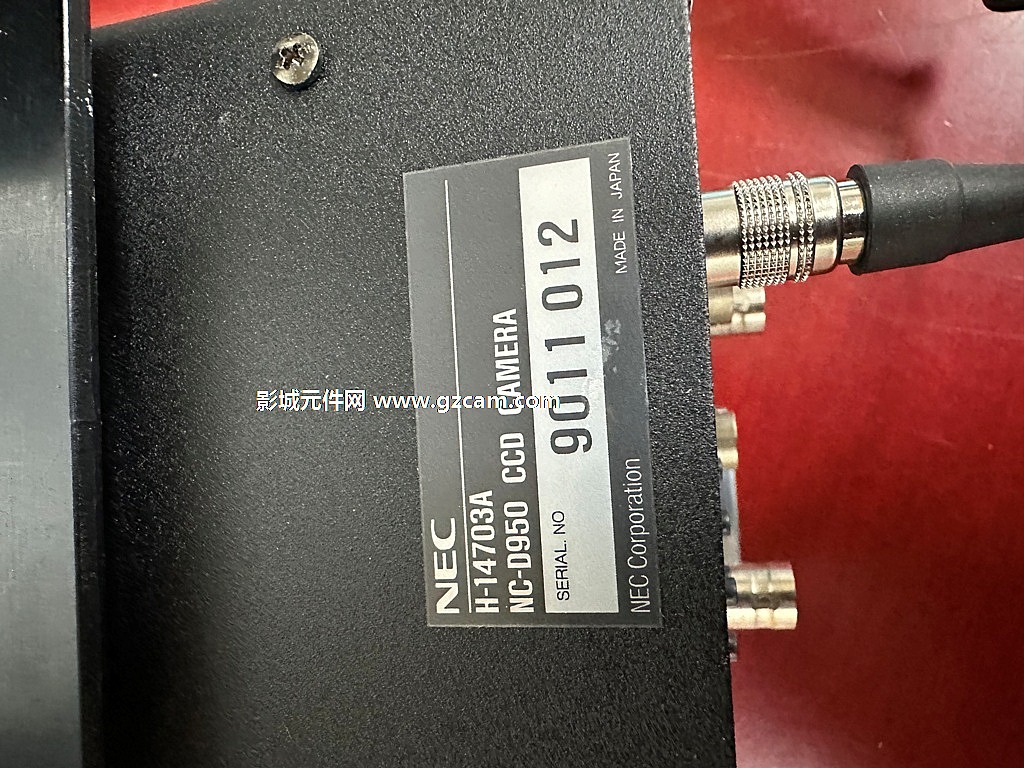 NEC
H-14703A
NC-D950 CCD CAMERA
SERIAL. NO 9011 012
NEC Corporation MADE IN JAPAN
影城元件网 www.gzcam.com